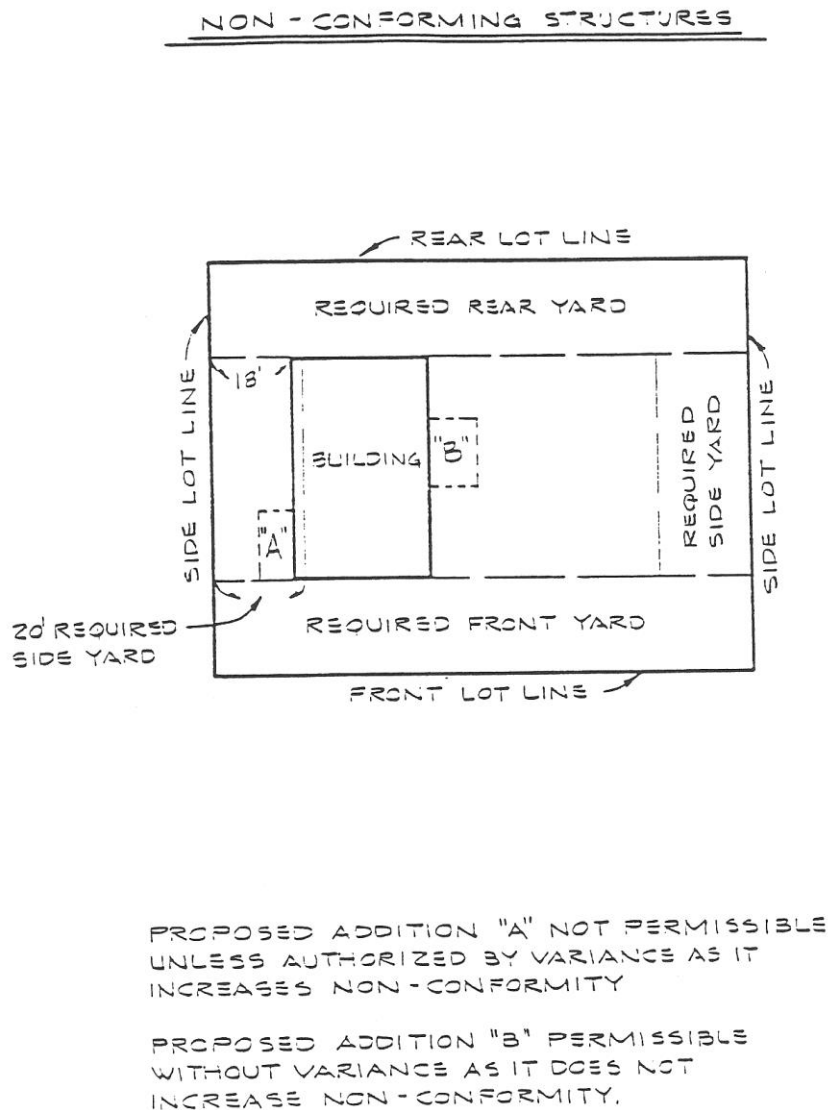 NON - CONFORMING STRUCTURES
REAR LOT LINE
REQUIRED REAR YARD
SIDE LOT LINE
18'
BUILDING
"B"
"A"
REQUIRED
SIDE YARD
SIDE LOT LINE
20' REQUIRED
SIDE YARD
REQUIRED FRONT YARD
FRONT LOT LINE
PROPOSED ADDITION "A" NOT PERMISSIBLE
UNLESS AUTHORIZED BY VARIANCE AS IT
INCREASES NON - CONFORMITY
PROPOSED ADDITION "B" PERMISSIBLE
WITHOUT VARIANCE AS IT DOES NOT
INCREASE NON - CONFORMITY.